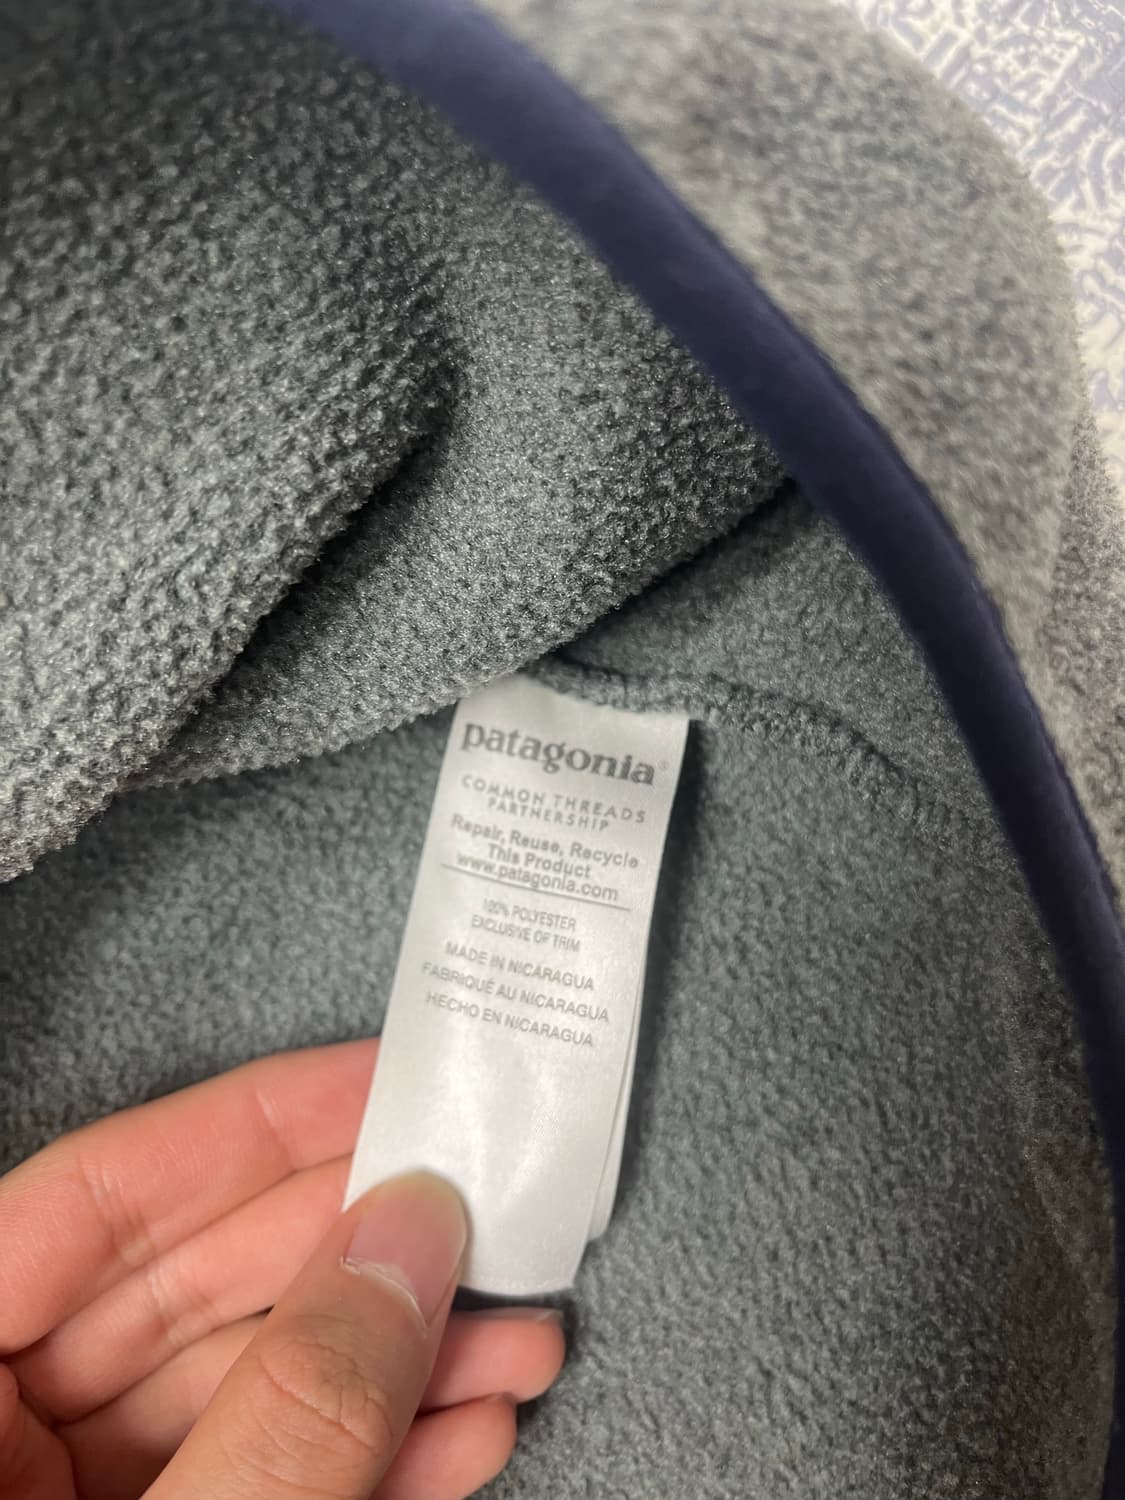 patagonia®
COMMON THREADS
PARTNERSHIP
Repair, Reuse, Recycle
This Product
www.patagonia.com
100% POLYESTER
EXCLUSIVE OF TRIM
MADE IN NICARAGUA
FABRIQUÉ AU NICARAGUA
HECHO EN NICARAGUA